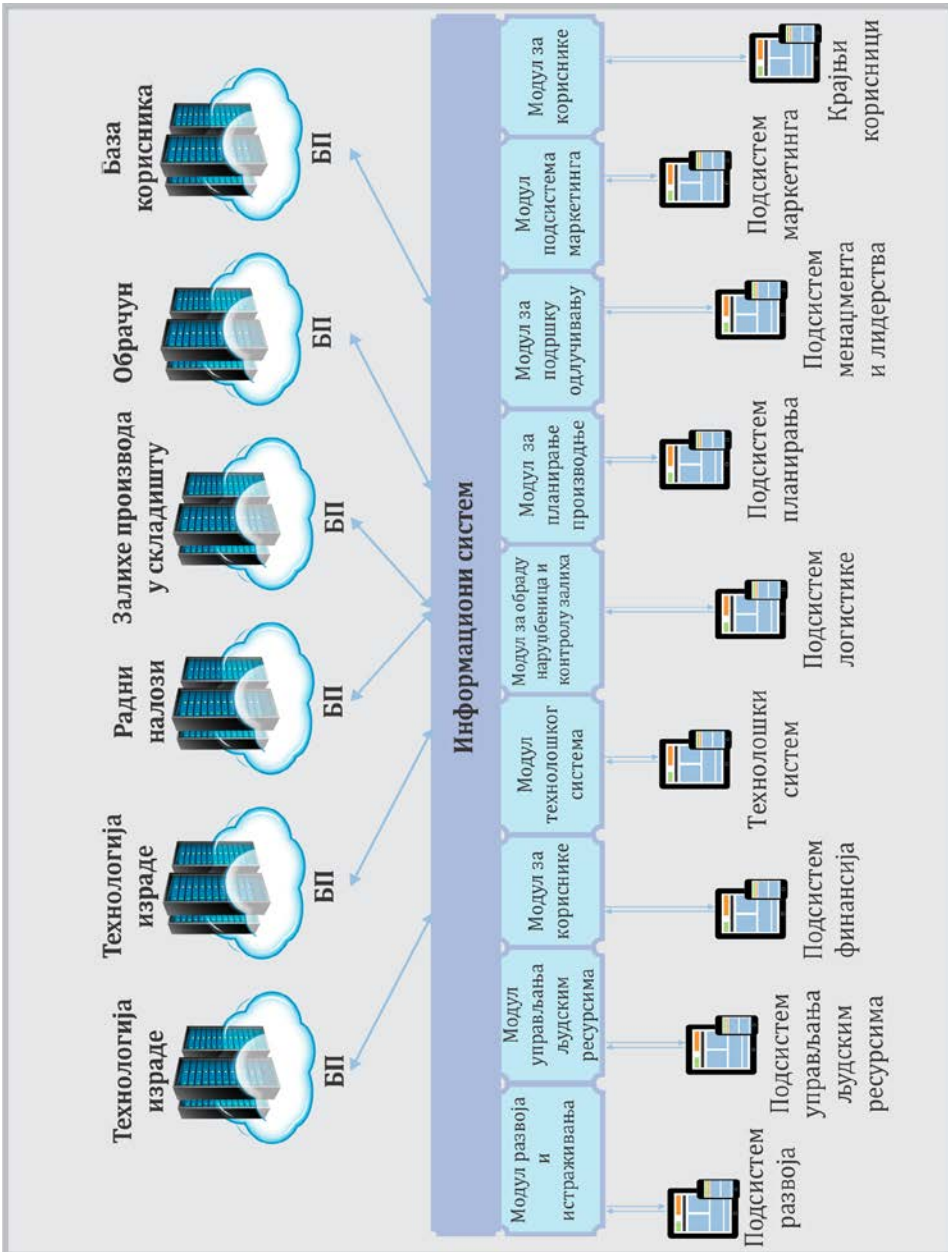 Технологија
израде
Технологија
израде
Радни
налози
Залихе производа
у складишту
Обрачун
База
корисника
БП
БП
БП
БП
БП
БП
Информациони систем
Модул развоја
и
истраживања
Модул
управљања
људским
ресурсима
Модул за
кориснике
Модул
технолошког
система
Модул за обраду
наруџбеница и
контролу залиха
Модул за
планирање
производње
Модул за
подршку
одлучивању
Модул
подсистема
маркетинга
Модул за
кориснике
Подсистем
развоја
Подсистем
управљања
људским
ресурсима
Подсистем
финансија
Технолошки
систем
Подсистем
логистике
Подсистем
планирања
Подсистем
менаџмента
и лидерства
Подсистем
маркетинга
Крајњи
корисници